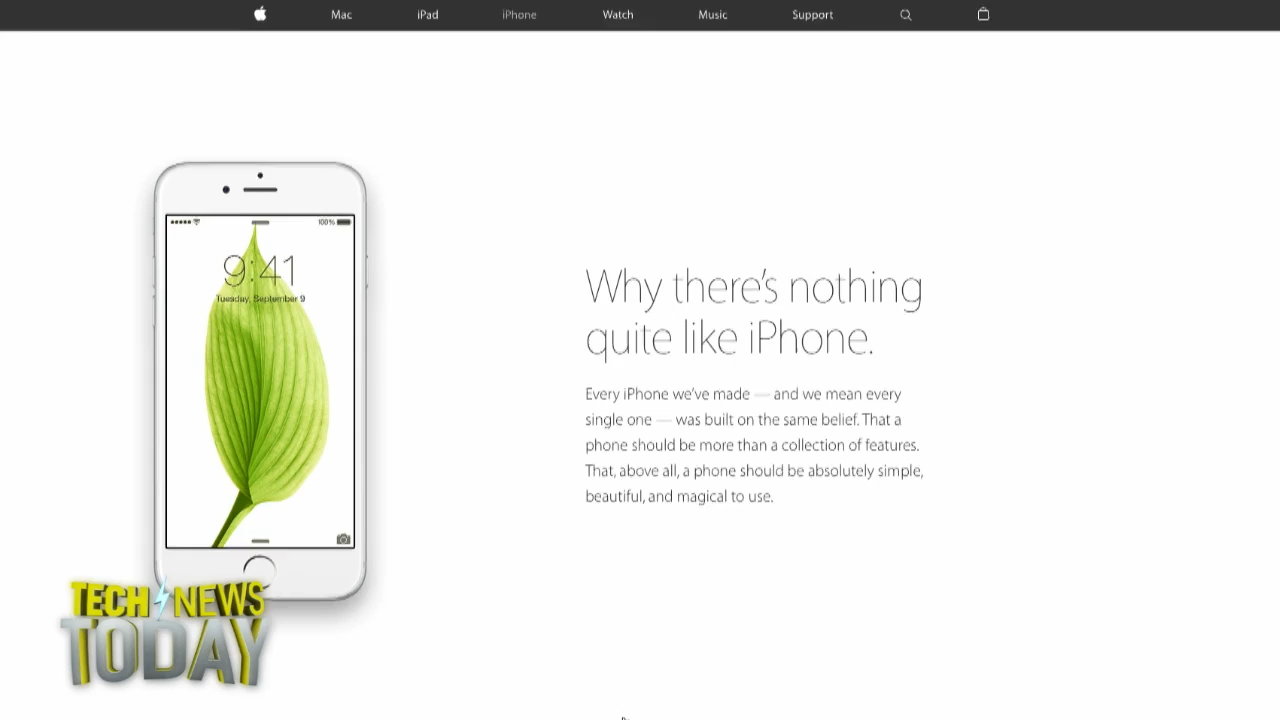 Mac iPad iPhone Watch Music Support
100%
9:41
Tuesday, September 9
Why there's nothing
quite like iPhone.
Every iPhone we've made — and we mean every
single one — was built on the same belief. That a
phone should be more than a collection of features.
That, above all, a phone should be absolutely simple,
beautiful, and magical to use.
TECH NEWS
TODAY